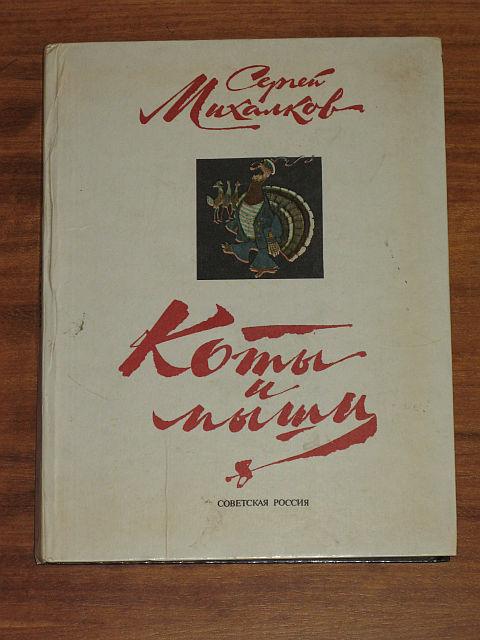 Сергей
Михалков
Коты
и
мыши
СОВЕТСКАЯ РОССИЯ